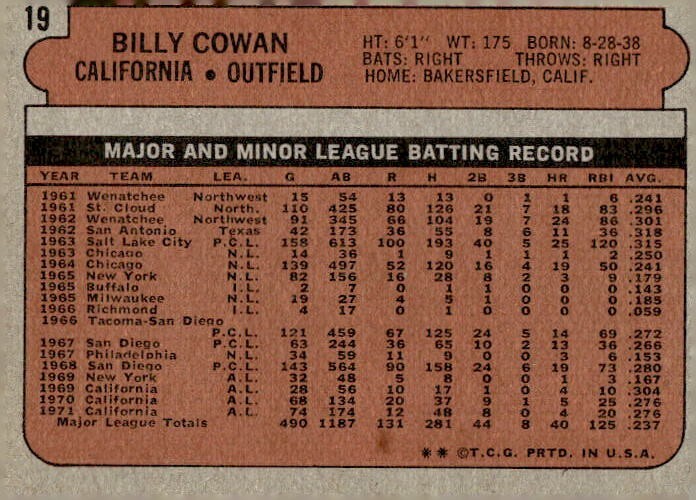 19
BILLY COWAN
CALIFORNIA • OUTFIELD
HT: 6'1" WT: 175 BORN: 8-28-38
BATS: RIGHT THROWS: RIGHT
HOME: BAKERSFIELD, CALIF.
MAJOR AND MINOR LEAGUE BATTING RECORD
YEAR TEAM LEA. G AB R H 2B 3B HR RBI AVG.
1961 Wenatchee Northwest 15 54 13 13 0 1 1 6 .241
1961 St. Cloud North. 110 425 80 126 21 7 18 83 .296
1962 Wenatchee Northwest 91 345 66 104 19 7 24 86 .301
1962 San Antonio Texas 42 173 36 55 8 6 11 36 .318
1963 Salt Lake City P.C.L. 158 613 100 193 40 5 25 120 .315
1963 Chicago N.L. 14 36 1 9 1 1 1 2 .250
1964 Chicago N.L. 139 497 52 120 16 4 19 50 .241
1965 New York N.L. 82 156 16 28 8 2 3 9 .179
1965 Buffalo I.L. 2 7 0 1 1 0 0 0 .143
1965 Milwaukee N.L. 19 27 4 5 1 0 0 0 .185
1966 Richmond I.L. 4 17 0 1 0 0 0 0 .059
1966 Tacoma-San Diego
P.C.L. 121 459 67 125 24 5 14 69 .272
1967 San Diego P.C.L. 63 244 36 65 10 2 13 36 .266
1967 Philadelphia N.L. 34 59 11 9 0 0 3 6 .153
1968 San Diego P.C.L. 143 564 90 158 24 6 19 73 .280
1969 New York A.L. 32 48 5 8 0 0 1 3 .167
1969 California A.L. 28 56 10 17 1 0 4 10 .304
1970 California A.L. 68 134 20 37 9 1 5 25 .276
1971 California A.L. 74 174 12 48 8 0 4 20 .276
Major League Totals 490 1187 131 281 44 8 40 125 .237
** ©T.C.G. PRTD. IN U.S.A.